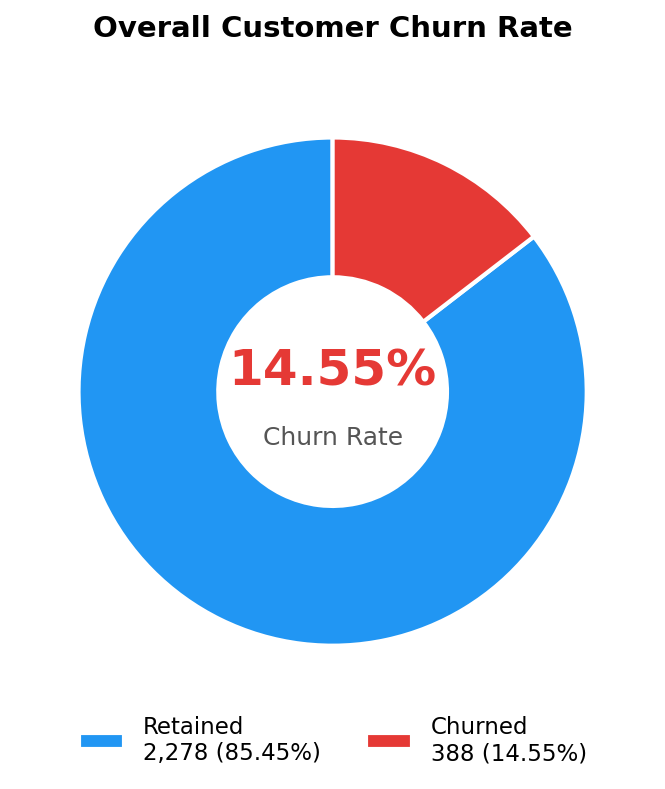 Overall Customer Churn Rate
14.55%
Churn Rate
Retained
2,278 (85.45%)
Churned
388 (14.55%)